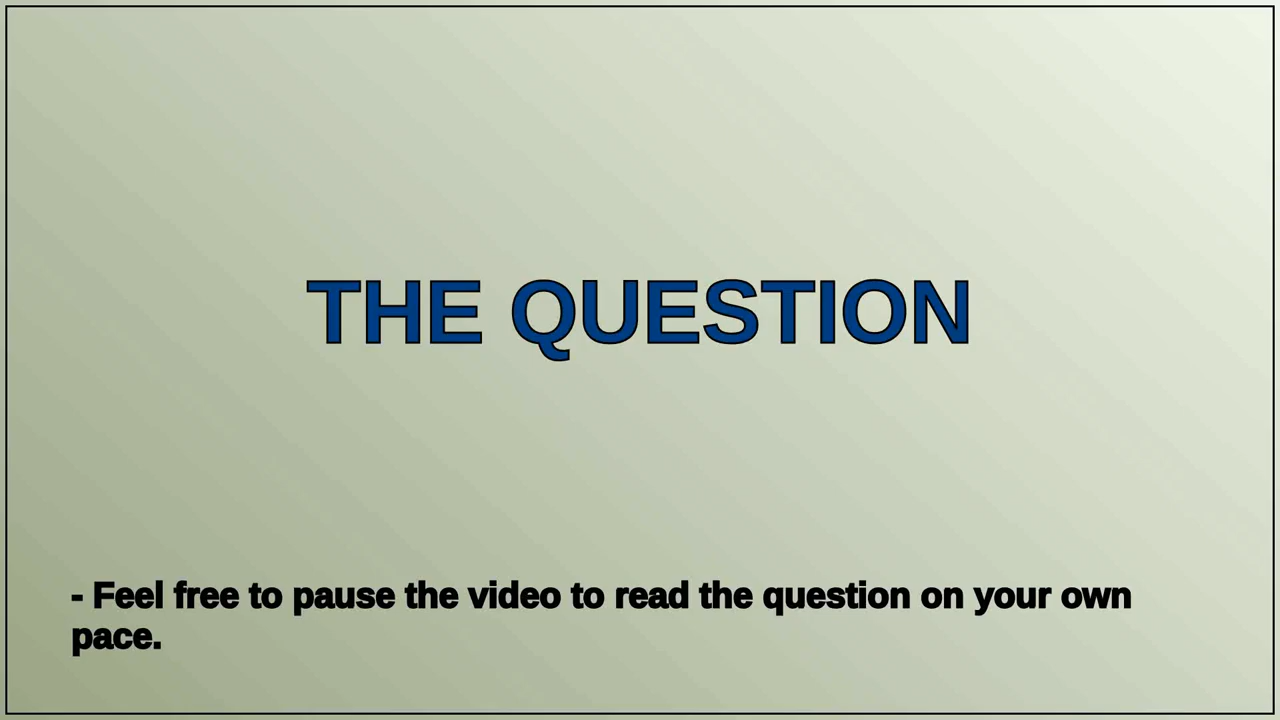 THE QUESTION
- Feel free to pause the video to read the question on your own
pace.